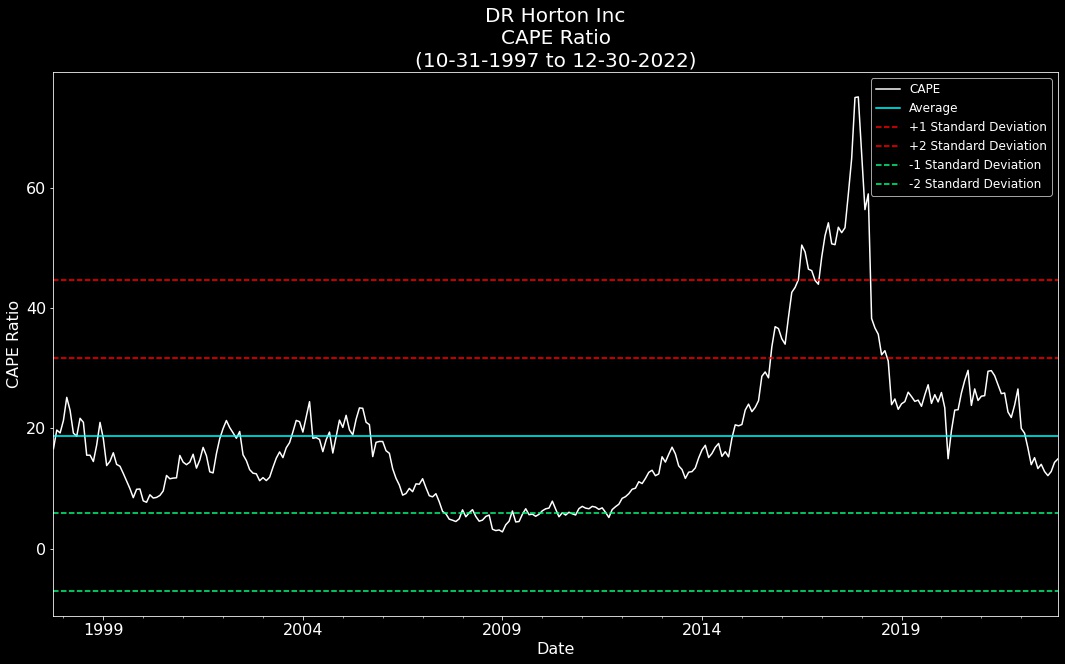 DR Horton Inc
CAPE Ratio
(10-31-1997 to 12-30-2022)
CAPE
Average
+1 Standard Deviation
+2 Standard Deviation
-1 Standard Deviation
-2 Standard Deviation
60
40
20
0
CAPE Ratio
1999
2004
2009
2014
2019
Date